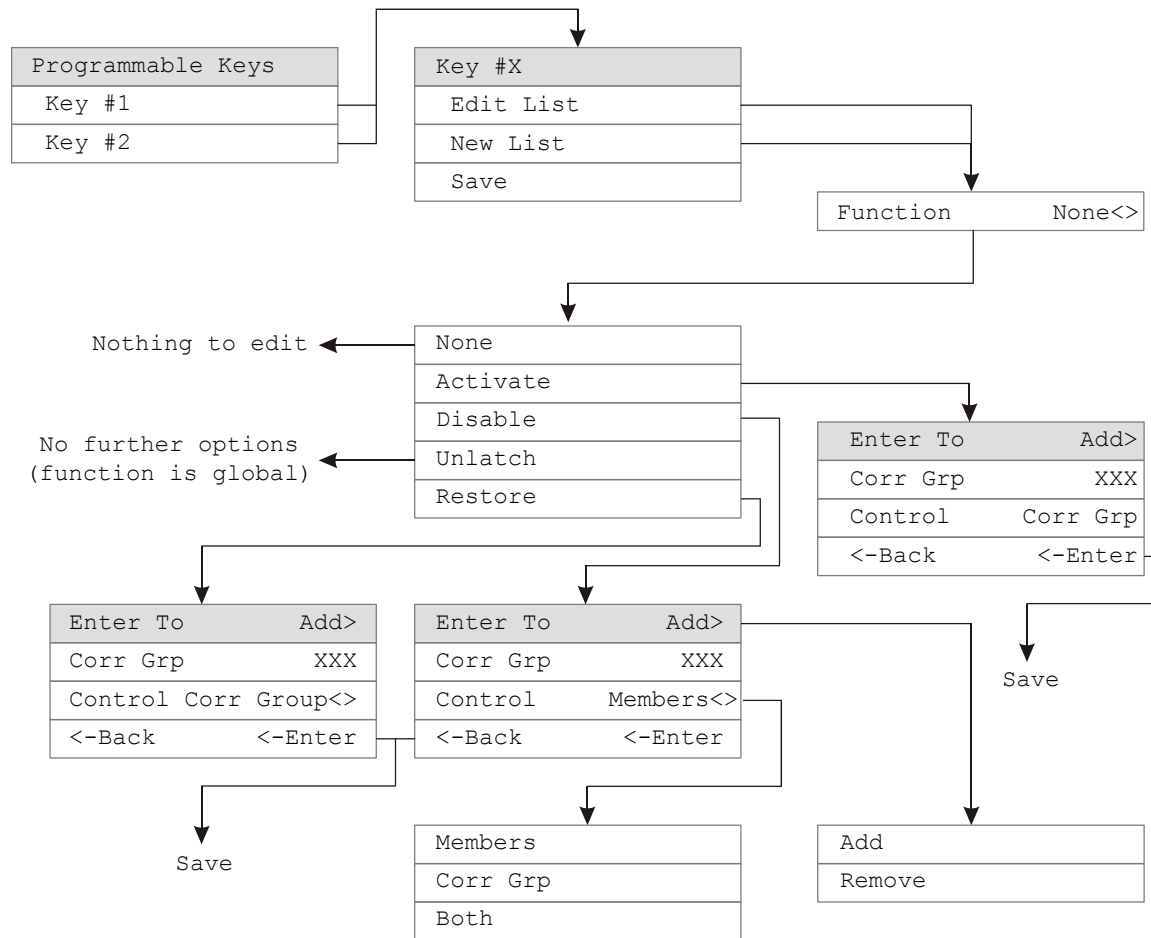 Programmable Keys
Key #1
Key #2
Key #X
Edit List
New List
Save
Function None<>
Nothing to edit
No further options
(function is global)
None
Activate
Disable
Unlatch
Restore
Enter To Add>
Corr Grp XXX
Control Corr Grp
<-Back <-Enter
Save
Enter To Add>
Corr Grp XXX
Control Corr Group<>
<-Back <-Enter
Save
Enter To Add>
Corr Grp XXX
Control Members<>
<-Back <-Enter
Members
Corr Grp
Both
Add
Remove